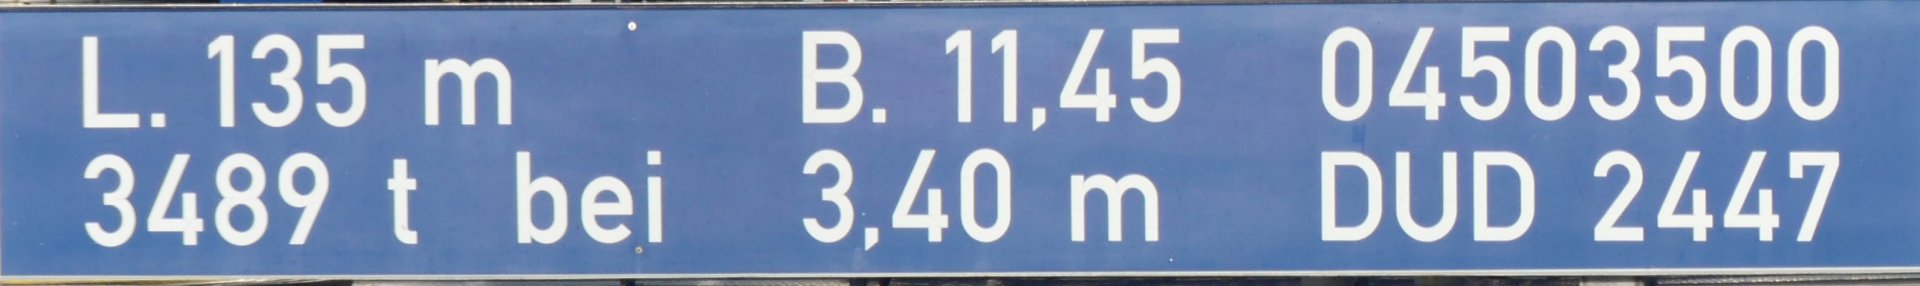 L. 135 m B. 11,45 04503500
3489 t bei 3,40 m DUD 2447